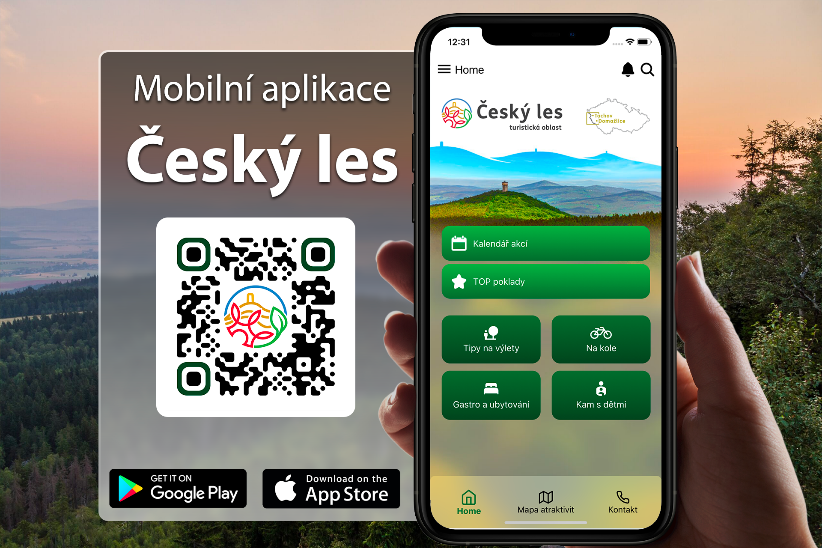 Mobilní aplikace
Český les
GET IT ON
Google Play
Download on the
App Store
12:31
Home
Český les
turistická oblast
Tachov
Domažlice
Kalendář akcí
TOP poklady
Tipy na výlety
Na kole
Gastro a ubytování
Kam s dětmi
Home
Mapa atraktivit
Kontakt